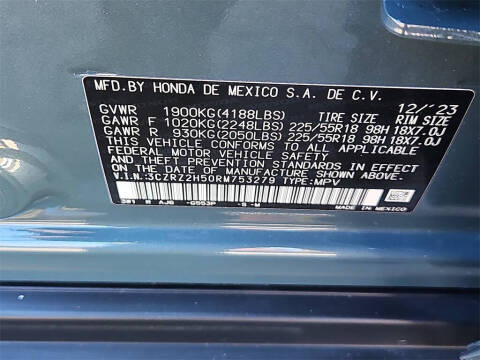 MFD.BY HONDA DE MEXICO S.A. DE C.V.
GVWR 1900KG(4188LBS) TIRE SIZE 12/'23 RIM SIZE
GAWR F 1020KG(2248LBS) 225/55R18 98H 18X7.0J
GAWR R 930KG(2050LBS) 225/55R18 98H 18X7.0J
THIS VEHICLE CONFORMS TO ALL APPLICABLE
FEDERAL MOTOR VEHICLE SAFETY, BUMPER, AND
THEFT PREVENTION STANDARDS IN EFFECT
ON THE DATE OF MANUFACTURE SHOWN ABOVE.
V.I.N.:3CZRZ2H50RM753279 TYPE:MPV
MADE IN MEXICO